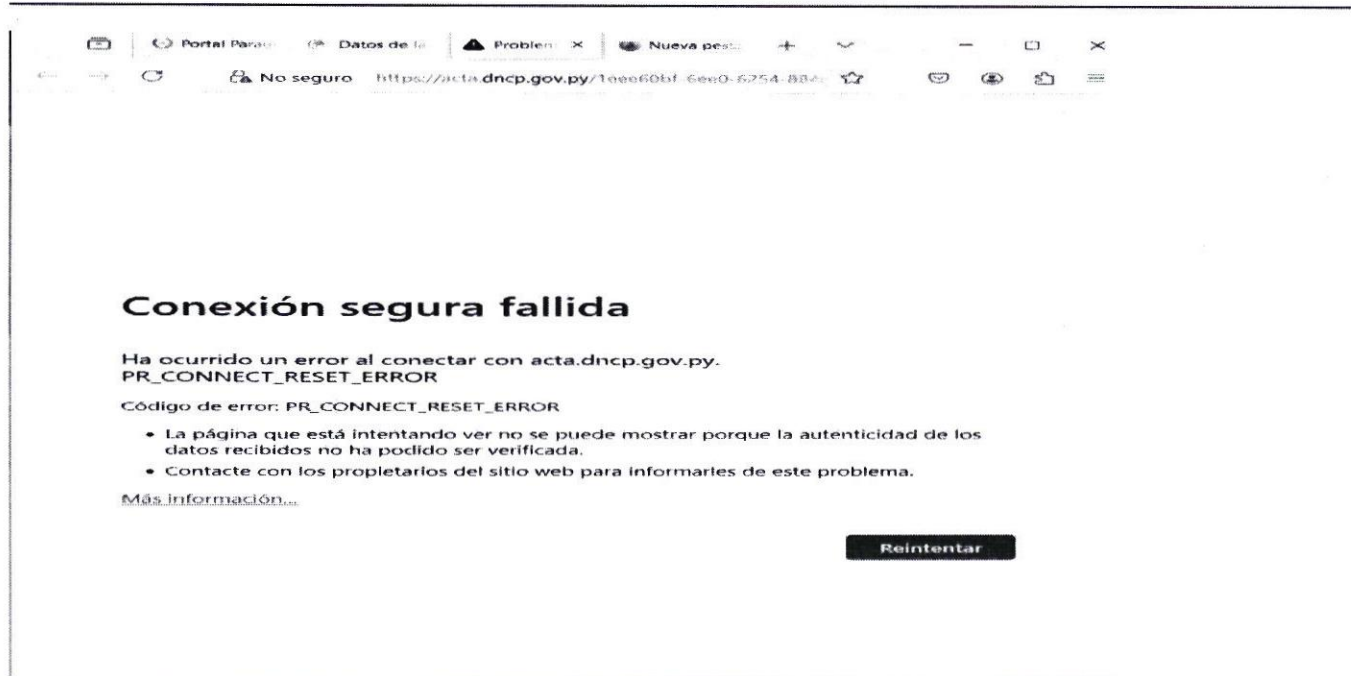 Portal Para
Datos de la
Problem
Nueva pest
No seguro https://acta.dncp.gov.py/1eee60bf-6ee0-6254-884
Conexión segura fallida
Ha ocurrido un error al conectar con acta.dncp.gov.py.
PR_CONNECT_RESET_ERROR
Código de error: PR_CONNECT_RESET_ERROR
• La página que está intentando ver no se puede mostrar porque la autenticidad de los
datos recibidos no ha podido ser verificada.
• Contacte con los propietarios del sitio web para informarles de este problema.
Más información...
Reintentar